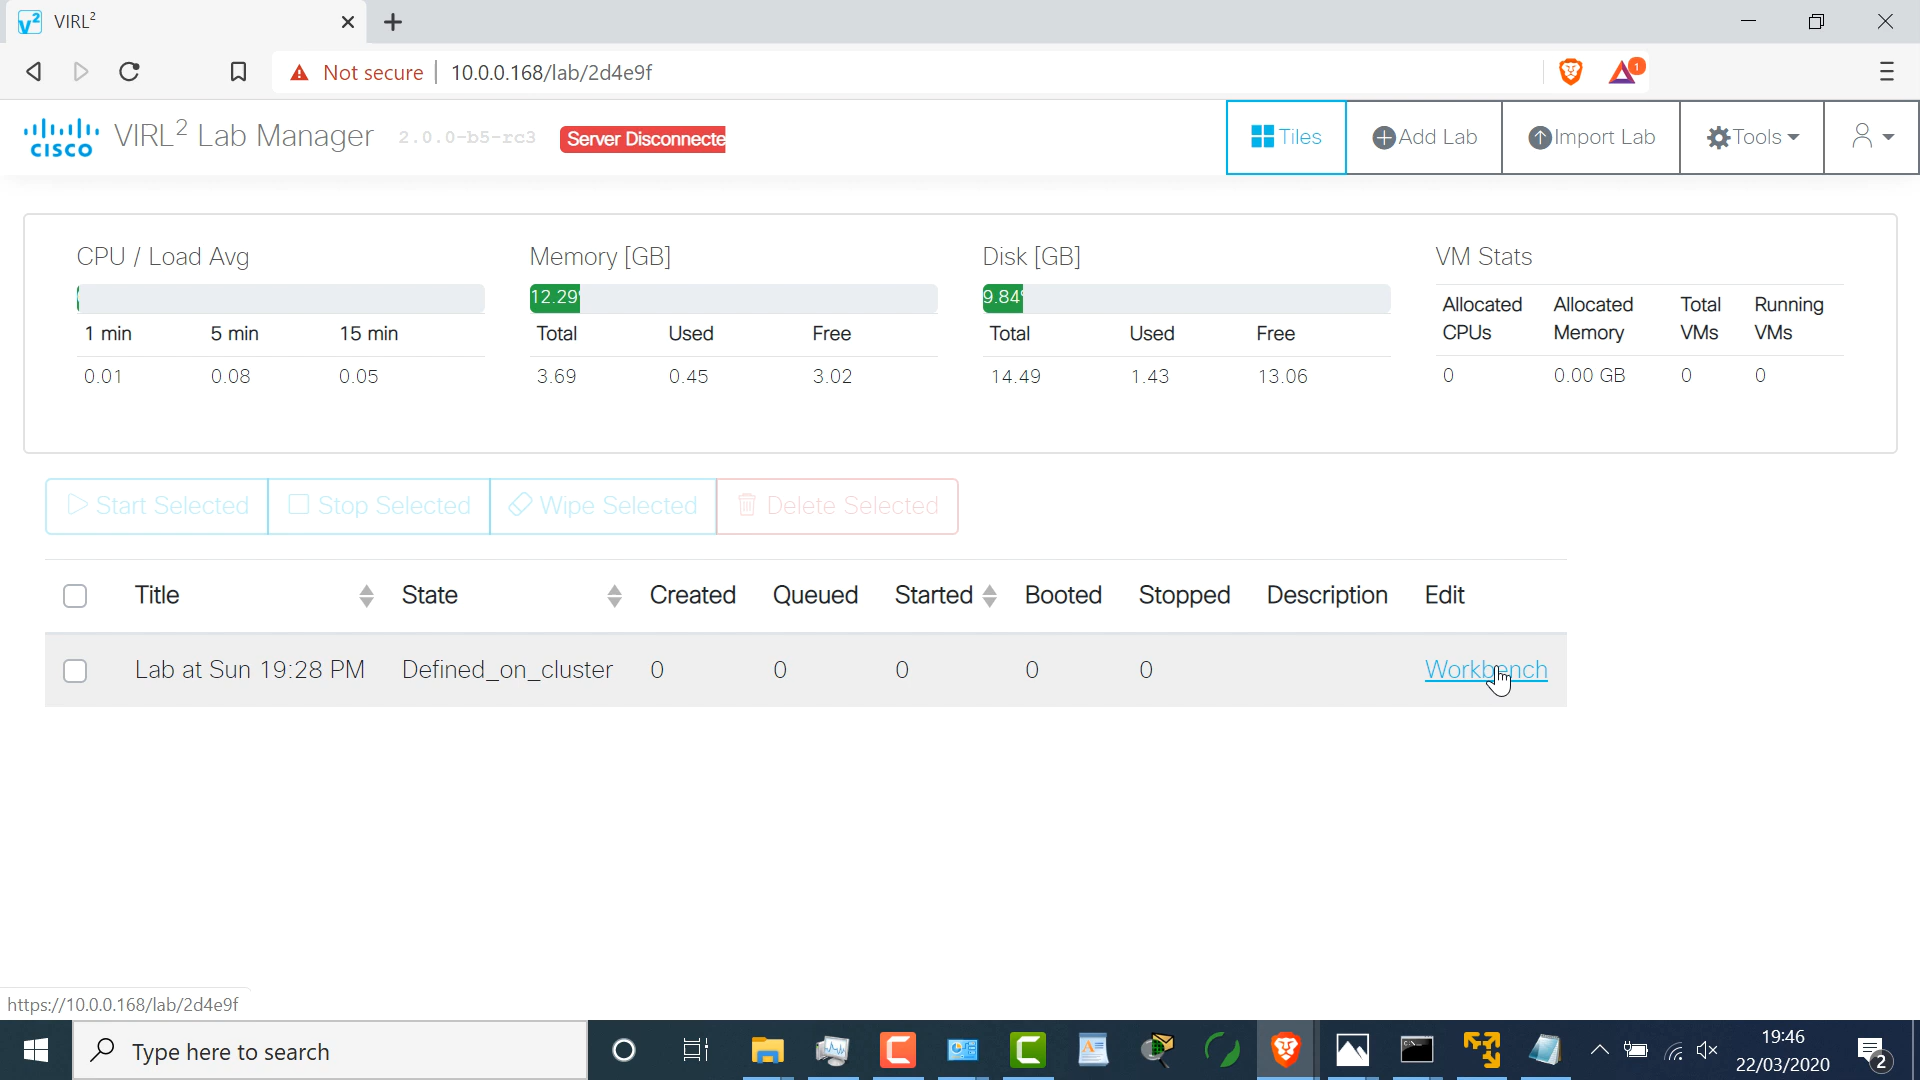 VIRL²
Not secure
10.0.0.168/lab/2d4e9f
1
cisco
VIRL² Lab Manager
2.0.0-b5-rc3
Server Disconnecte
Tiles
Add Lab
Import Lab
Tools
CPU / Load Avg
Memory [GB]
Disk [GB]
VM Stats
12.29%
9.84%
1 min 5 min 15 min
0.01 0.08 0.05
Total Used Free
3.69 0.45 3.02
Total Used Free
14.49 1.43 13.06
Allocated CPUs
Allocated Memory
Total VMs
Running VMs
0 0.00 GB 0 0
Start Selected
Stop Selected
Wipe Selected
Delete Selected
Title State Created Queued Started Booted Stopped Description Edit
Lab at Sun 19:28 PM Defined_on_cluster 0 0 0 0 0 Workbench
https://10.0.0.168/lab/2d4e9f
Type here to search
19:46
22/03/2020
2